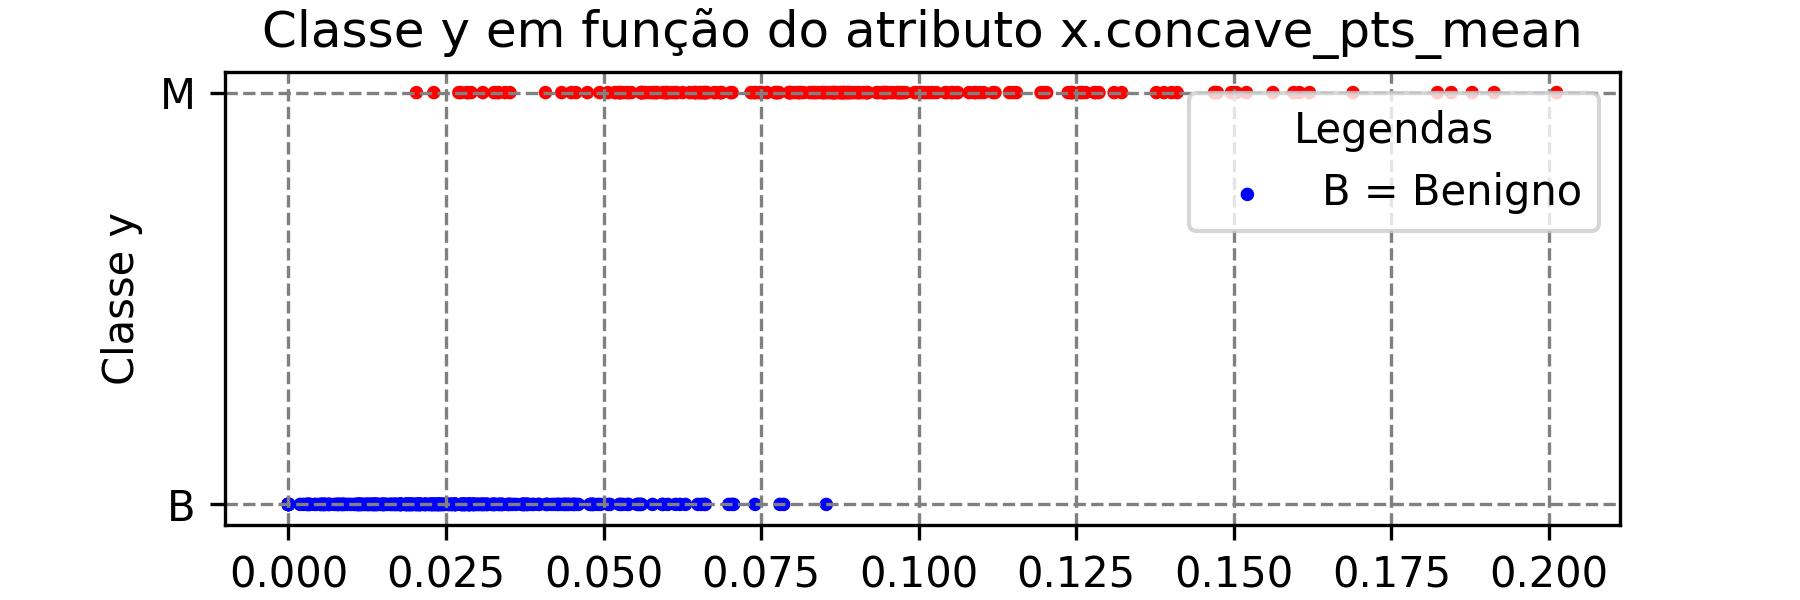 Classe y em função do atributo x.concave_pts_mean
M
Legendas
B = Benigno
Classe y
B
0.000 0.025 0.050 0.075 0.100 0.125 0.150 0.175 0.200